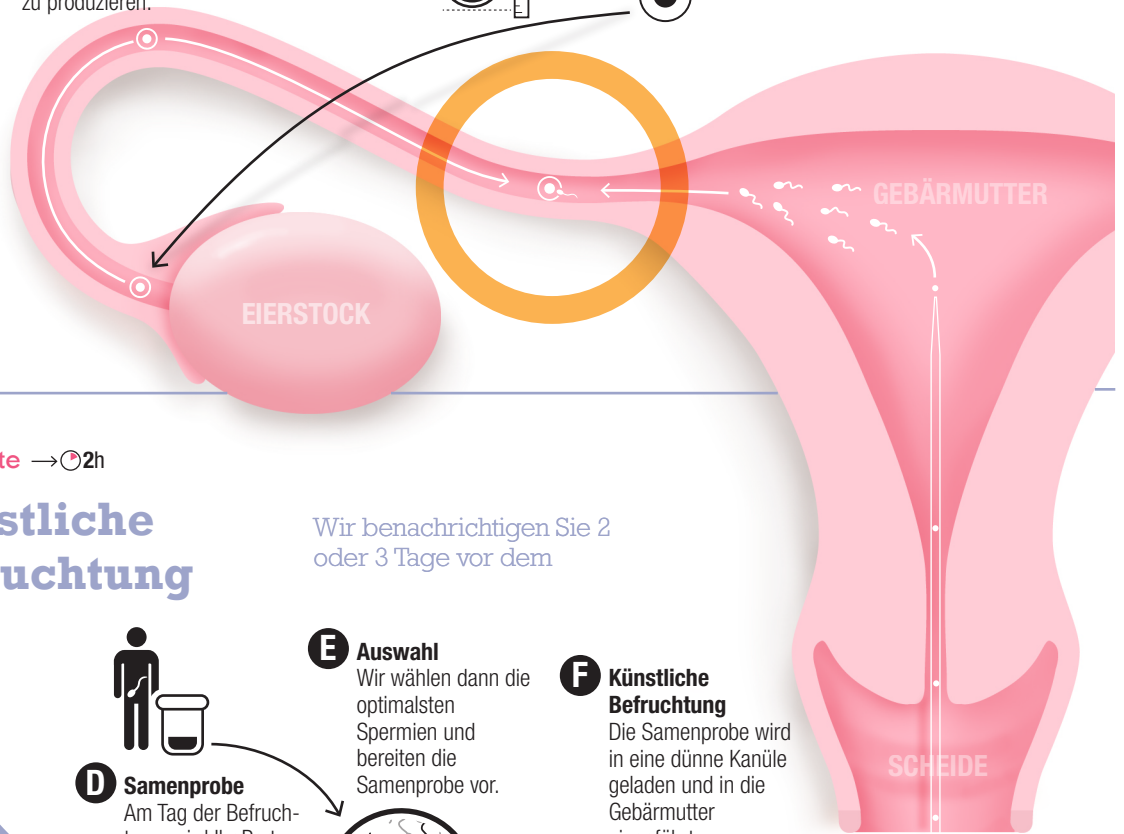 zu produzieren.
GEBÄRMUTTER
EIERSTOCK
te → 2h
stliche
uchtung
Wir benachrichtigen Sie 2
oder 3 Tage vor dem
E Auswahl
Wir wählen dann die
optimalsten
Spermien und
bereiten die
Samenprobe vor.
F Künstliche
Befruchtung
Die Samenprobe wird
in eine dünne Kanüle
geladen und in die
Gebärmutter
SCHEIDE
D Samenprobe
Am Tag der Befruch-